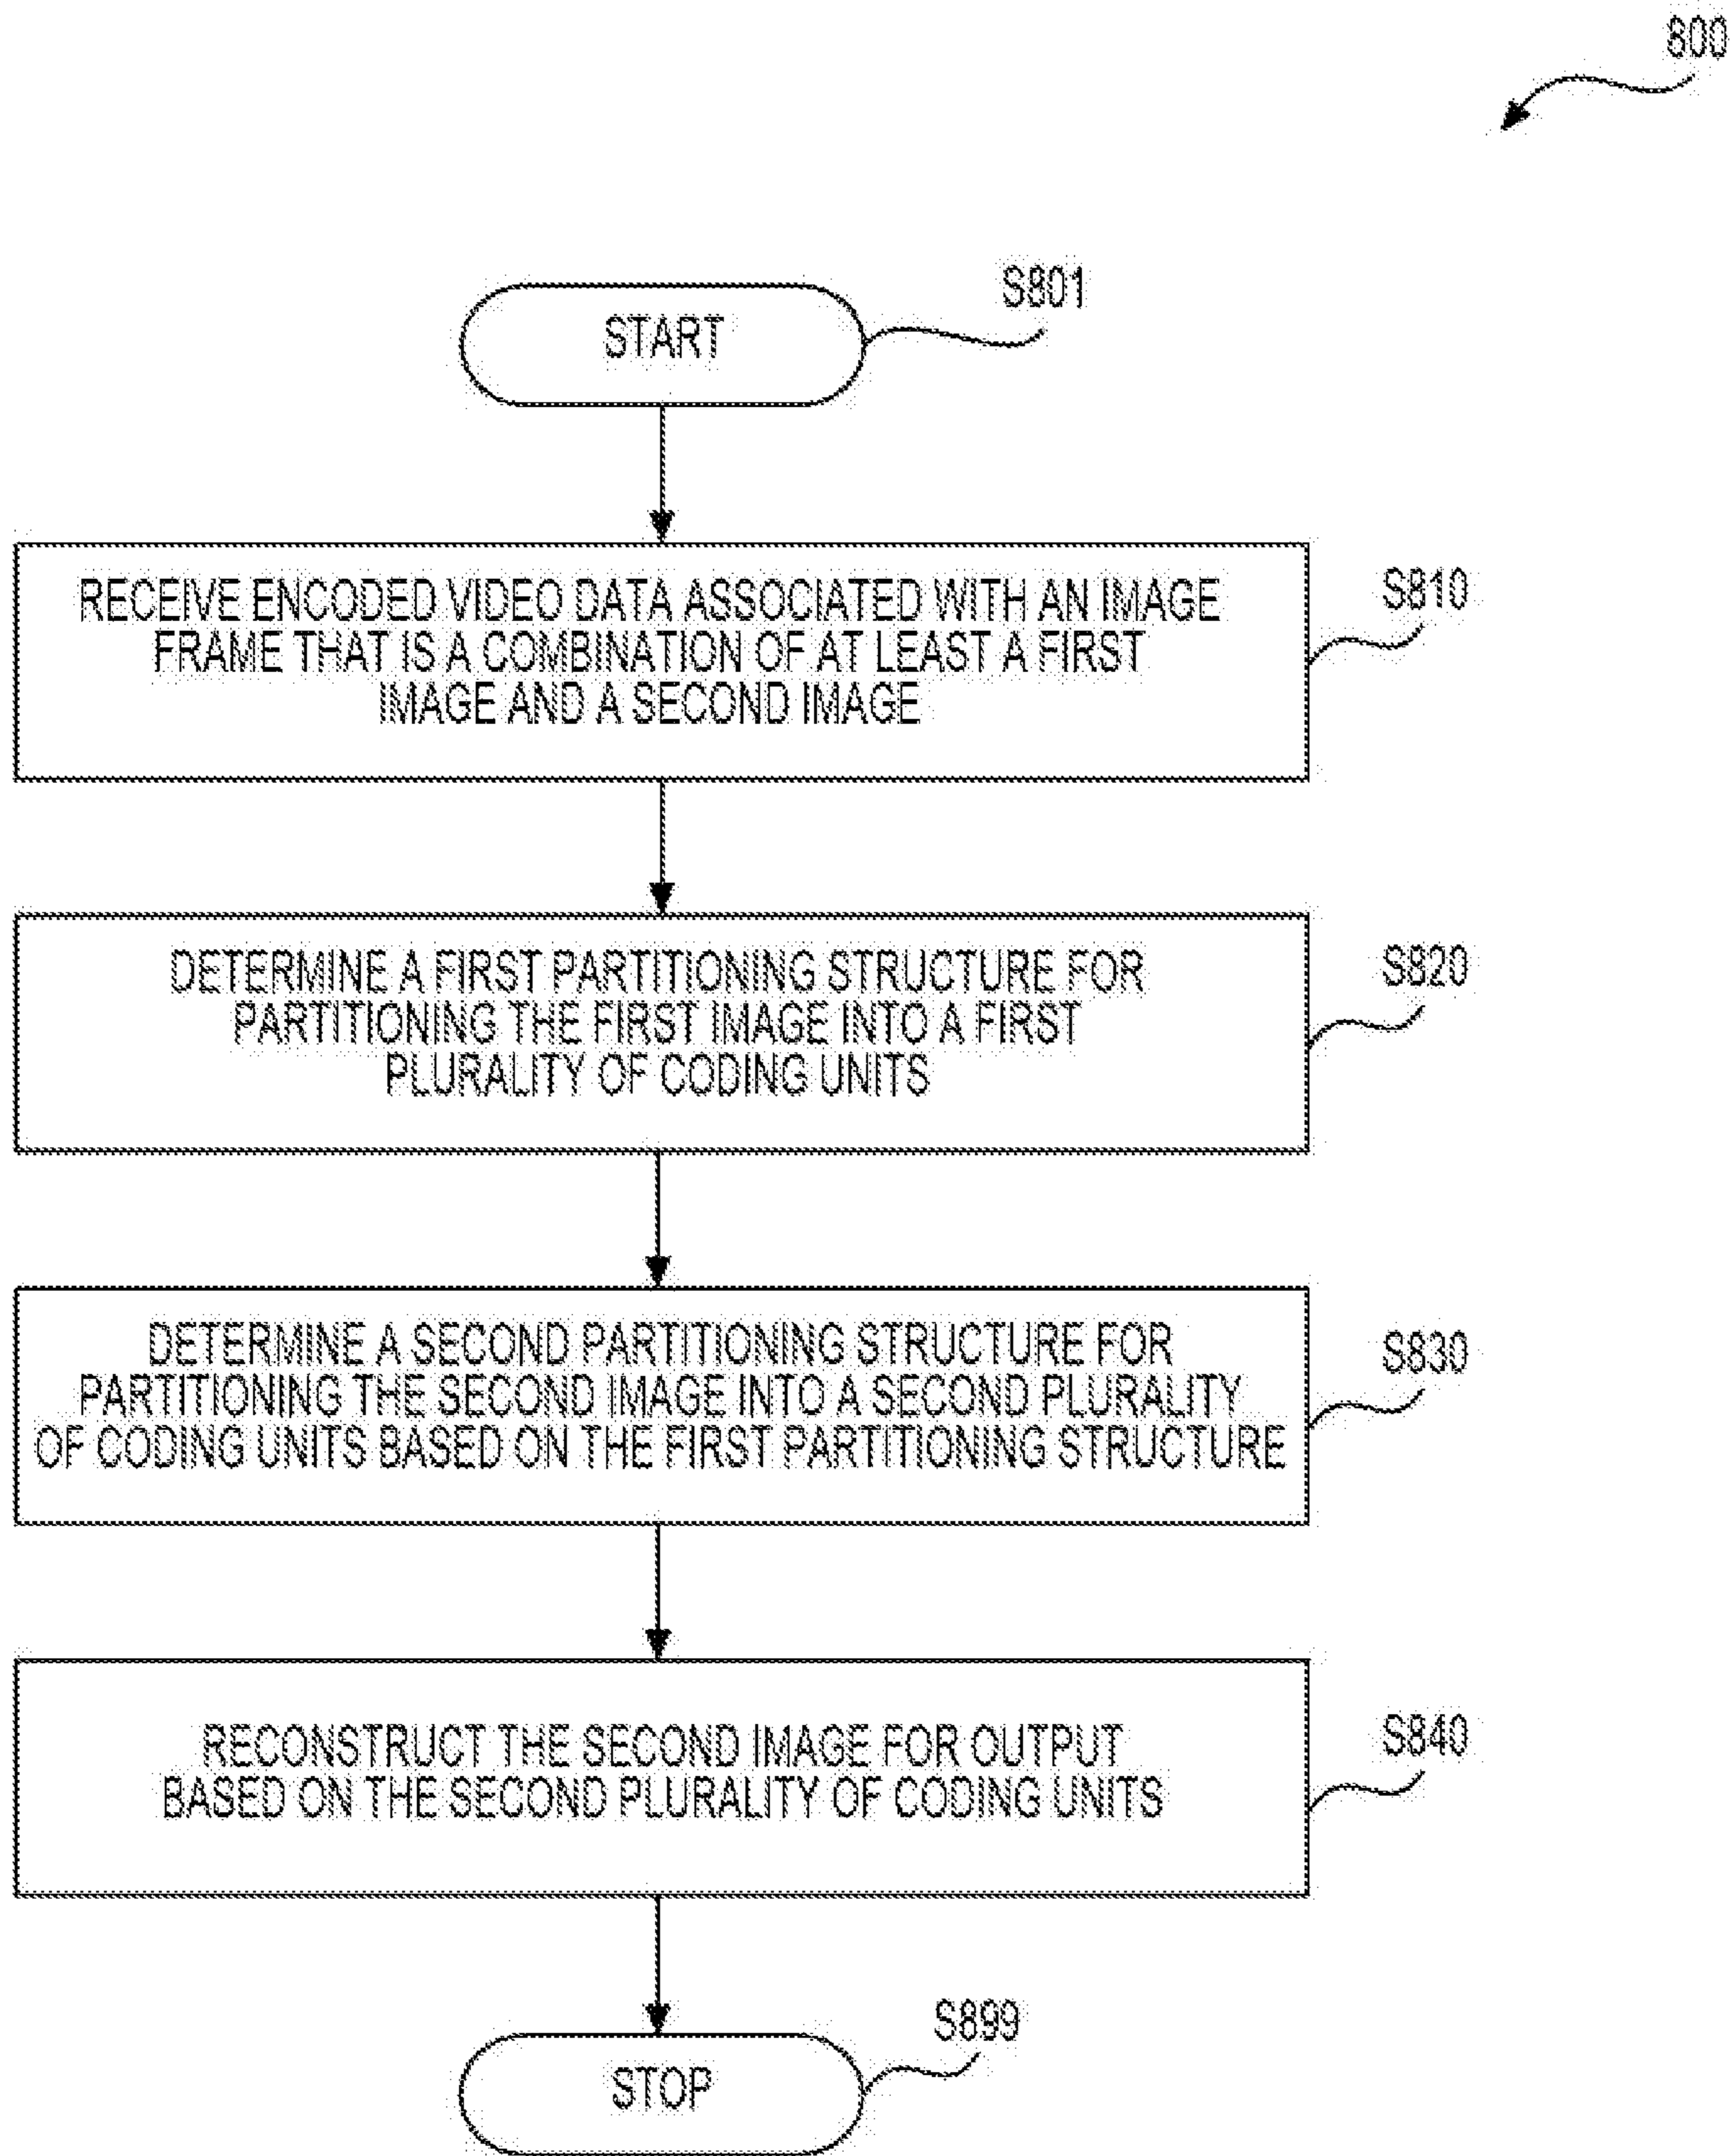 800
START
S801
RECEIVE ENCODED VIDEO DATA ASSOCIATED WITH AN IMAGE
FRAME THAT IS A COMBINATION OF AT LEAST A FIRST
IMAGE AND A SECOND IMAGE
S810
DETERMINE A FIRST PARTITIONING STRUCTURE FOR
PARTITIONING THE FIRST IMAGE INTO A FIRST
PLURALITY OF CODING UNITS
S820
DETERMINE A SECOND PARTITIONING STRUCTURE FOR
PARTITIONING THE SECOND IMAGE INTO A SECOND PLURALITY
OF CODING UNITS BASED ON THE FIRST PARTITIONING STRUCTURE
S830
RECONSTRUCT THE SECOND IMAGE FOR OUTPUT
BASED ON THE SECOND PLURALITY OF CODING UNITS
S840
STOP
S899